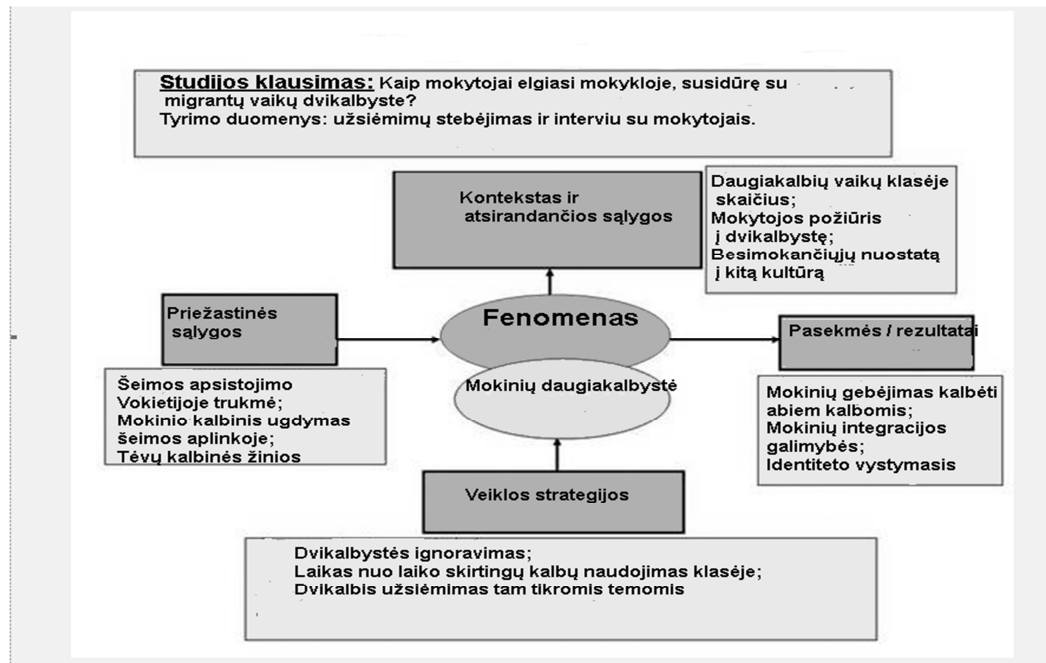 Studijos klausimas: Kaip mokytojai elgiasi mokykloje, susidūrę su
migrantų vaikų dvikalbyste?
Tyrimo duomenys: užsiėmimų stebėjimas ir interviu su mokytojais.
Kontekstas ir
atsirandančios sąlygos
Daugiakalbių vaikų klasėje
skaičius;
Mokytojos požiūris
į dvikalbystę;
Besimokančiųjų nuostatą
į kitą kultūrą
Priežastinės
sąlygos
Fenomenas
Mokinių daugiakalbystė
Pasekmės / rezultatai
Šeimos apsistojimo
Vokietijoje trukmė;
Mokinio kalbinis ugdymas
šeimos aplinkoje;
Tėvų kalbinės žinios
Mokinių gebėjimas kalbėti
abiem kalbomis;
Mokinių integracijos
galimybės;
Identiteto vystymasis
Veiklos strategijos
Dvikalbystės ignoravimas;
Laikas nuo laiko skirtingų kalbų naudojimas klasėje;
Dvikalbis užsiėmimas tam tikromis temomis